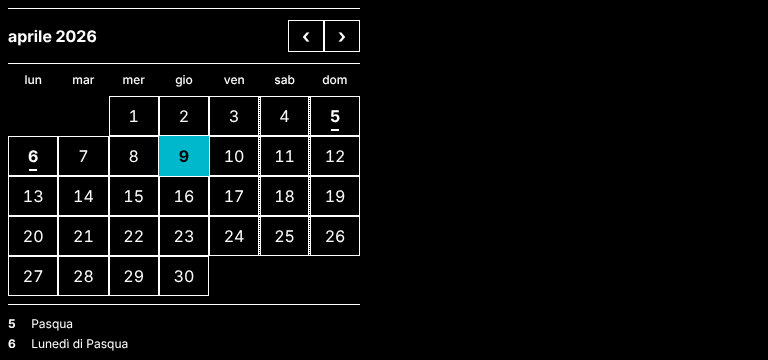 aprile 2026
lun mar mer gio ven sab dom
1 2 3 4 5
6 7 8 9 10 11 12
13 14 15 16 17 18 19
20 21 22 23 24 25 26
27 28 29 30
5 Pasqua
6 Lunedì di Pasqua